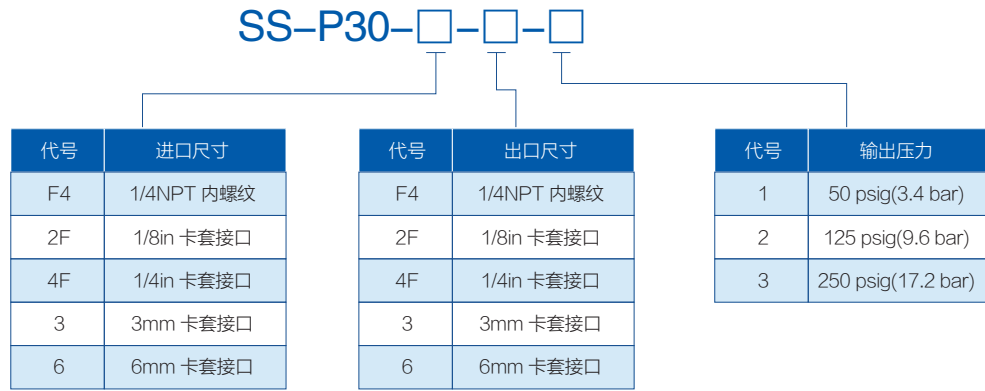 SS-P30-□-□-□
代号 进口尺寸
F4 1/4NPT 内螺纹
2F 1/8in 卡套接口
4F 1/4in 卡套接口
3 3mm 卡套接口
6 6mm 卡套接口
代号 出口尺寸
F4 1/4NPT 内螺纹
2F 1/8in 卡套接口
4F 1/4in 卡套接口
3 3mm 卡套接口
6 6mm 卡套接口
代号 输出压力
1 50 psig(3.4 bar)
2 125 psig(9.6 bar)
3 250 psig(17.2 bar)